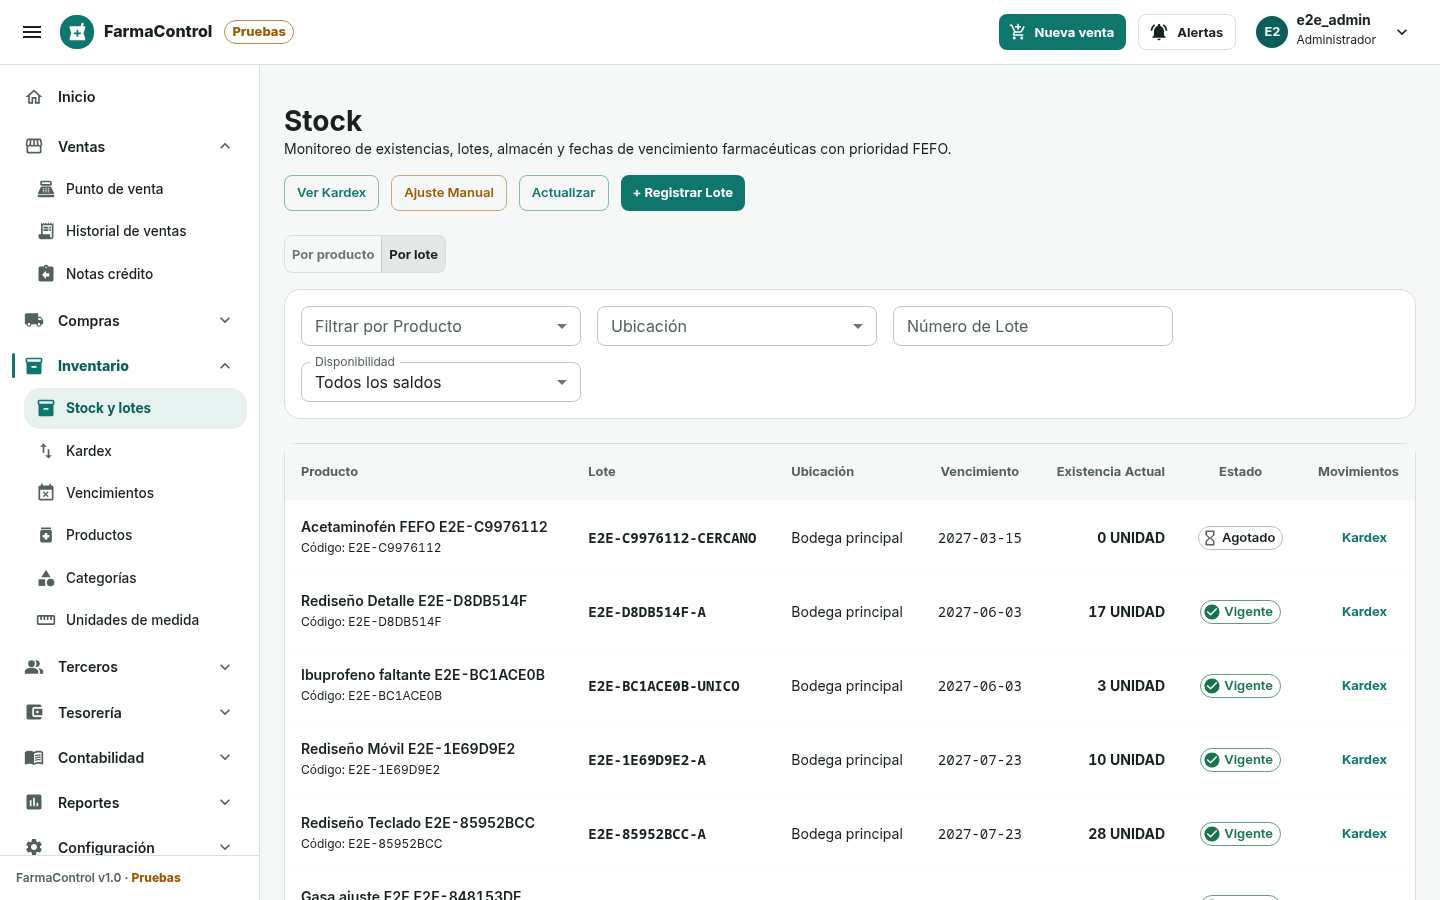 FarmaControl
Pruebas
Nueva venta
Alertas
E2
e2e_admin
Administrador
Inicio
Ventas
Punto de venta
Historial de ventas
Notas crédito
Compras
Inventario
Stock y lotes
Kardex
Vencimientos
Productos
Categorías
Unidades de medida
Terceros
Tesorería
Contabilidad
Reportes
Configuración
FarmaControl v1.0 · Pruebas
Stock
Monitoreo de existencias, lotes, almacén y fechas de vencimiento farmacéuticas con prioridad FEFO.
Ver Kardex
Ajuste Manual
Actualizar
+ Registrar Lote
Por producto
Por lote
Filtrar por Producto
Ubicación
Número de Lote
Disponibilidad
Todos los saldos
Producto Lote Ubicación Vencimiento Existencia Actual Estado Movimientos
Acetaminofén FEFO E2E-C9976112
Código: E2E-C9976112
E2E-C9976112-CERCANO Bodega principal 2027-03-15 0 UNIDAD Agotado Kardex
Rediseño Detalle E2E-D8DB514F
Código: E2E-D8DB514F
E2E-D8DB514F-A Bodega principal 2027-06-03 17 UNIDAD Vigente Kardex
Ibuprofeno faltante E2E-BC1ACE0B
Código: E2E-BC1ACE0B
E2E-BC1ACE0B-UNICO Bodega principal 2027-06-03 3 UNIDAD Vigente Kardex
Rediseño Móvil E2E-1E69D9E2
Código: E2E-1E69D9E2
E2E-1E69D9E2-A Bodega principal 2027-07-23 10 UNIDAD Vigente Kardex
Rediseño Teclado E2E-85952BCC
Código: E2E-85952BCC
E2E-85952BCC-A Bodega principal 2027-07-23 28 UNIDAD Vigente Kardex
Gasa ajuste E2E E2E-848153DE